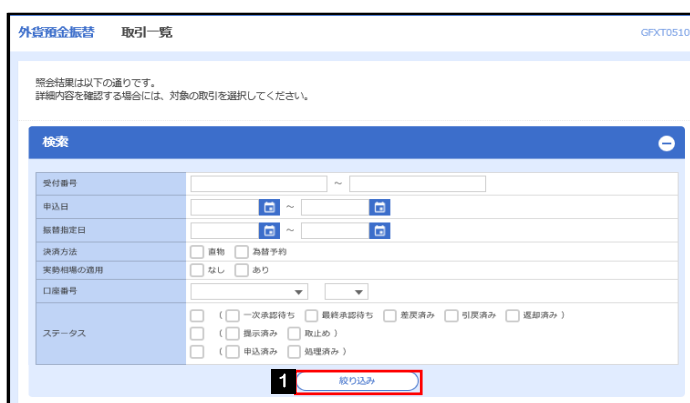 外貨預金振替 取引一覧 GFXT0510
照会結果は以下の通りです。
詳細内容を確認する場合には、対象の取引を選択してください。
検索
受付番号 ～
申込日 ～
振替指定日 ～
決済方法 直物 為替予約
実勢相場の適用 なし あり
口座番号
ステータス
（ 一次承認待ち 最終承認待ち 差戻済み 引戻済み 返却済み ）
（ 提示済み 取止め ）
（ 申込済み 処理済み ）
1 絞り込み